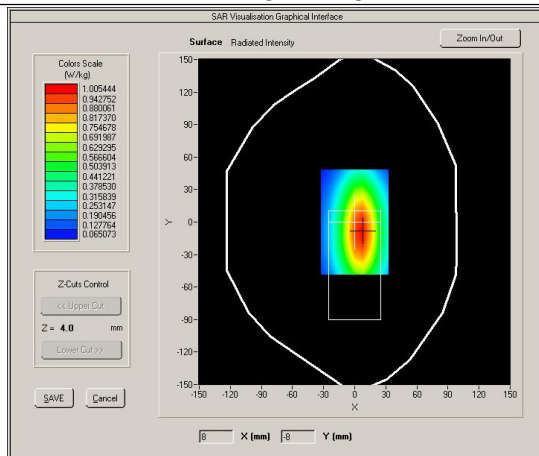 SAR Visualisation Graphical Interface
Surface Radiated Intensity
Zoom In/Out
Colors Scale
(W/kg)
1.005444
0.942752
0.880061
0.817370
0.754678
0.691987
0.629295
0.566604
0.503913
0.441221
0.378530
0.315839
0.253147
0.190456
0.127764
0.065073
Z-Cuts Control
<< Upper Cut
Z = 4.0 mm
Lower Cut >>
SAVE Cancel
150-
120-
90-
60-
30-
0-
-30-
-60-
-90-
-120-
-150-
Y
-150 -120 -90 -60 -30 0 30 60 90 120 150
X
8 X (mm) -8 Y (mm)